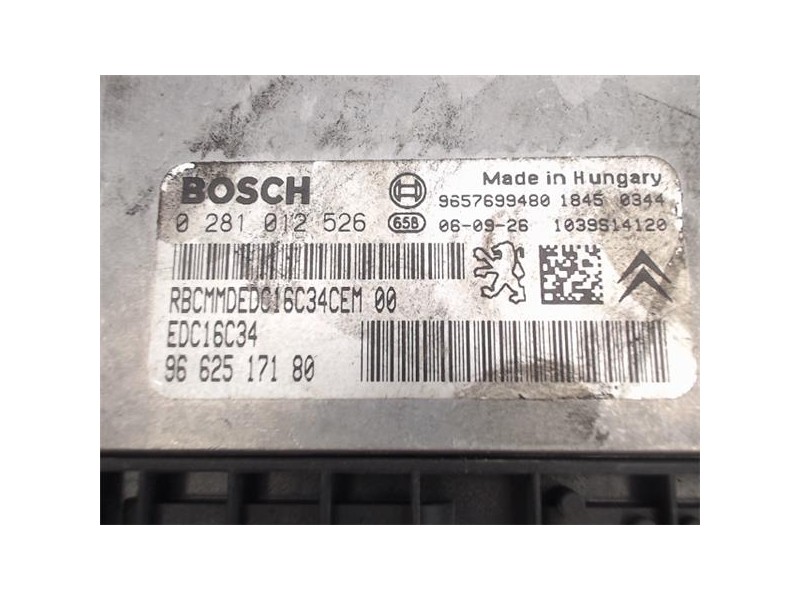 BOSCH
Made in Hungary
9657699480 1845 0344
0 281 012 526
658
06-09-26 1039S14120
RBCMMDEDC16C34CEM 00
EDC16C34
96 625 171 80